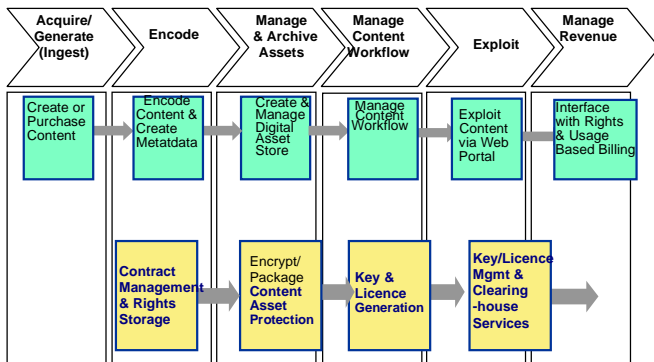 Acquire/
Generate
(Ingest)
Encode
Manage
& Archive
Assets
Manage
Content
Workflow
Exploit
Manage
Revenue
Create or
Purchase
Content
Encode
Content &
Create
Metatdata
Create &
Manage
Digital
Asset
Store
Manage
Content
Workflow
Exploit
Content
via Web
Portal
Interface
with Rights
& Usage
Based Billing
Contract
Management
& Rights
Storage
Encrypt/
Package
Content
Asset
Protection
Key &
Licence
Generation
Key/Licence
Mgmt &
Clearing
-house
Services